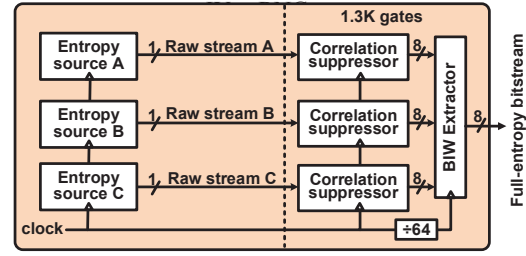 1.3K gates
Entropy
source A
1
Raw stream A
Correlation
suppressor
8
Entropy
source B
1
Raw stream B
Correlation
suppressor
8
BIW Extractor
8
Full-entropy bitstream
Entropy
source C
1
Raw stream C
Correlation
suppressor
8
clock
÷64